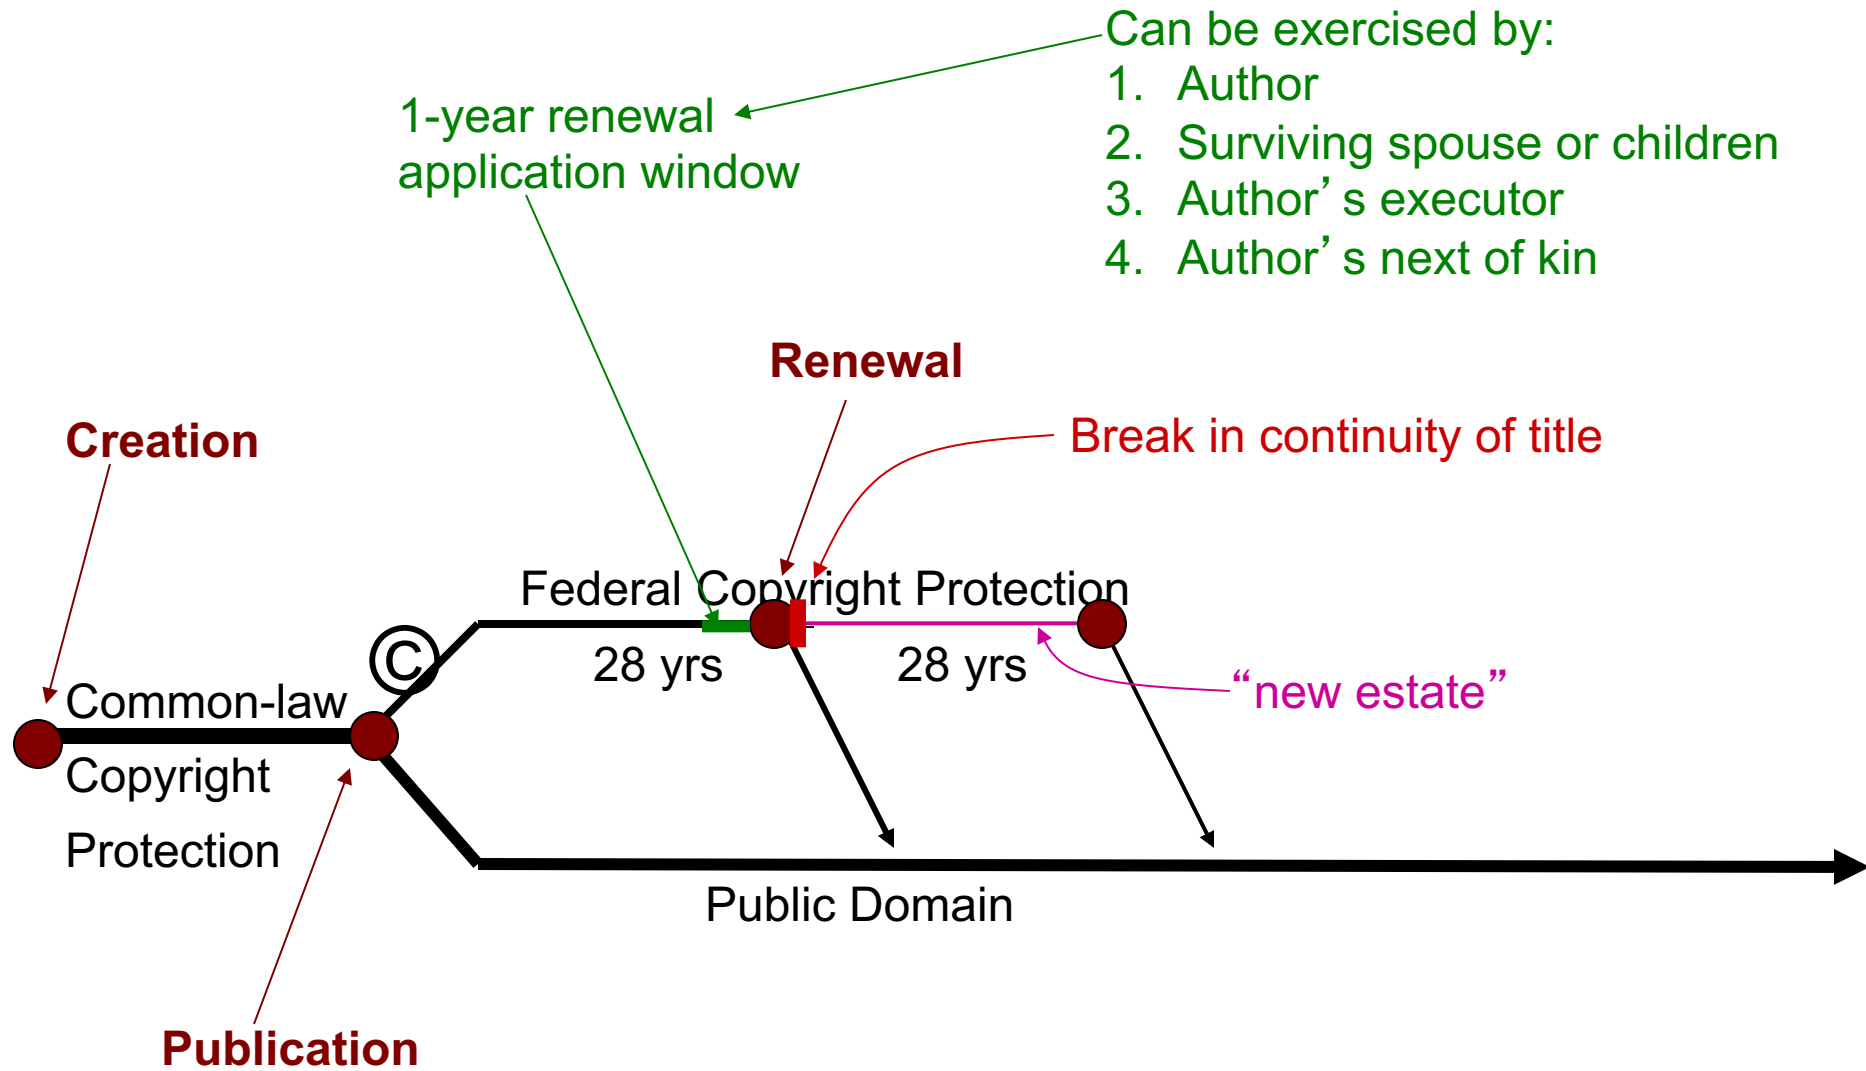 Can be exercised by:
1. Author
2. Surviving spouse or children
3. Author’s executor
4. Author’s next of kin
1-year renewal
application window
Renewal
Break in continuity of title
Creation
Federal Copyright Protection
©
28 yrs
28 yrs
“new estate”
Common-law
Copyright
Protection
Public Domain
Publication